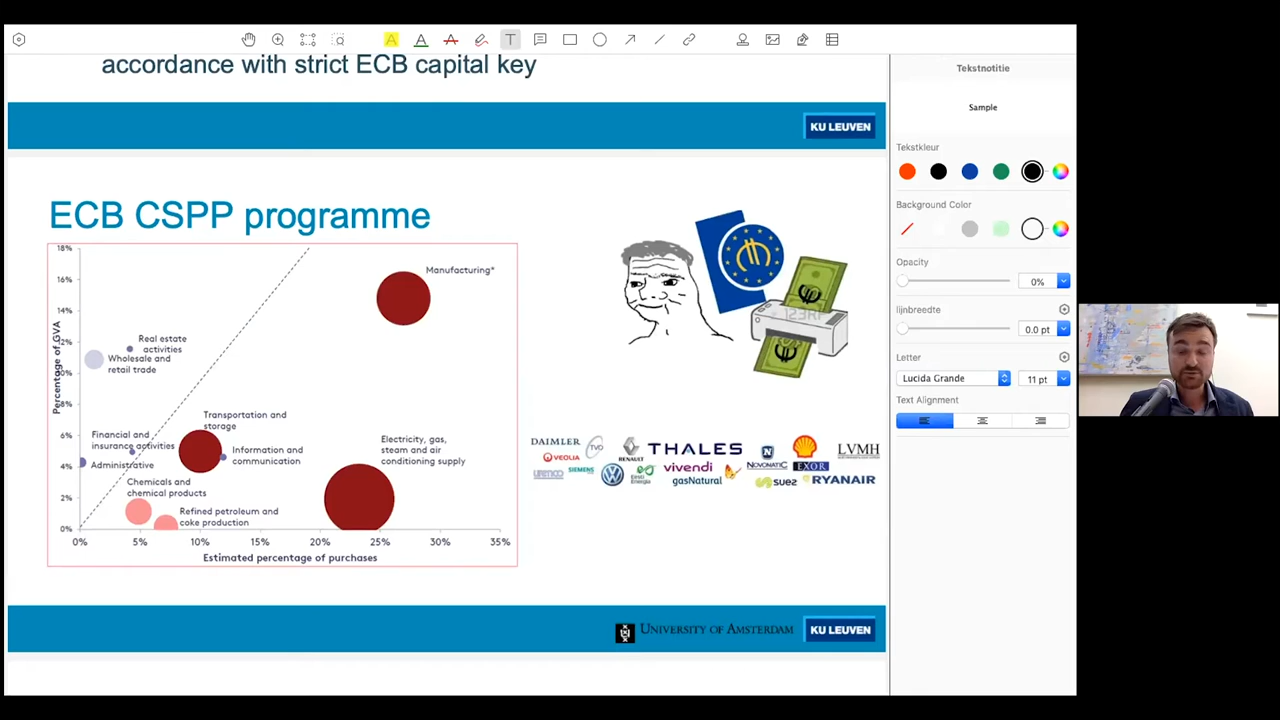 accordance with strict ECB capital key
KU LEUVEN
ECB CSPP programme
18%
16%
14%
12%
8%
6%
4%
2%
0%
Percentage of GVA
Manufacturing*
Real estate
activities
Wholesale and
retail trade
Transportation and
storage
Financial and
insurance activities
Information and
communication
Administrative
Electricity, gas,
steam and air
conditioning supply
Chemicals and
chemical products
Refined petroleum and
coke production
0% 5% 10% 15% 20% 25% 30% 35%
Estimated percentage of purchases
DAIMLER TVO RENAULT THALES N Shell LVMH
VEOLIA SIEMENS vivendi NOVOMATIC EXOR
gasNatural suez RYANAIR
UNIVERSITY OF AMSTERDAM KU LEUVEN
Tekstnotitie
Sample
Tekstkleur
Background Color
Opacity
0%
lijnbreedte
0.0 pt
Letter
Lucida Grande 11 pt
Text Alignment